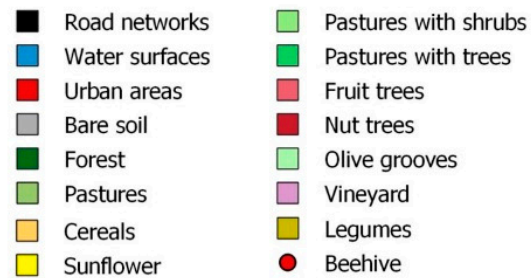 Road networks
Water surfaces
Urban areas
Bare soil
Forest
Pastures
Cereals
Sunflower
Pastures with shrubs
Pastures with trees
Fruit trees
Nut trees
Olive grooves
Vineyard
Legumes
Beehive